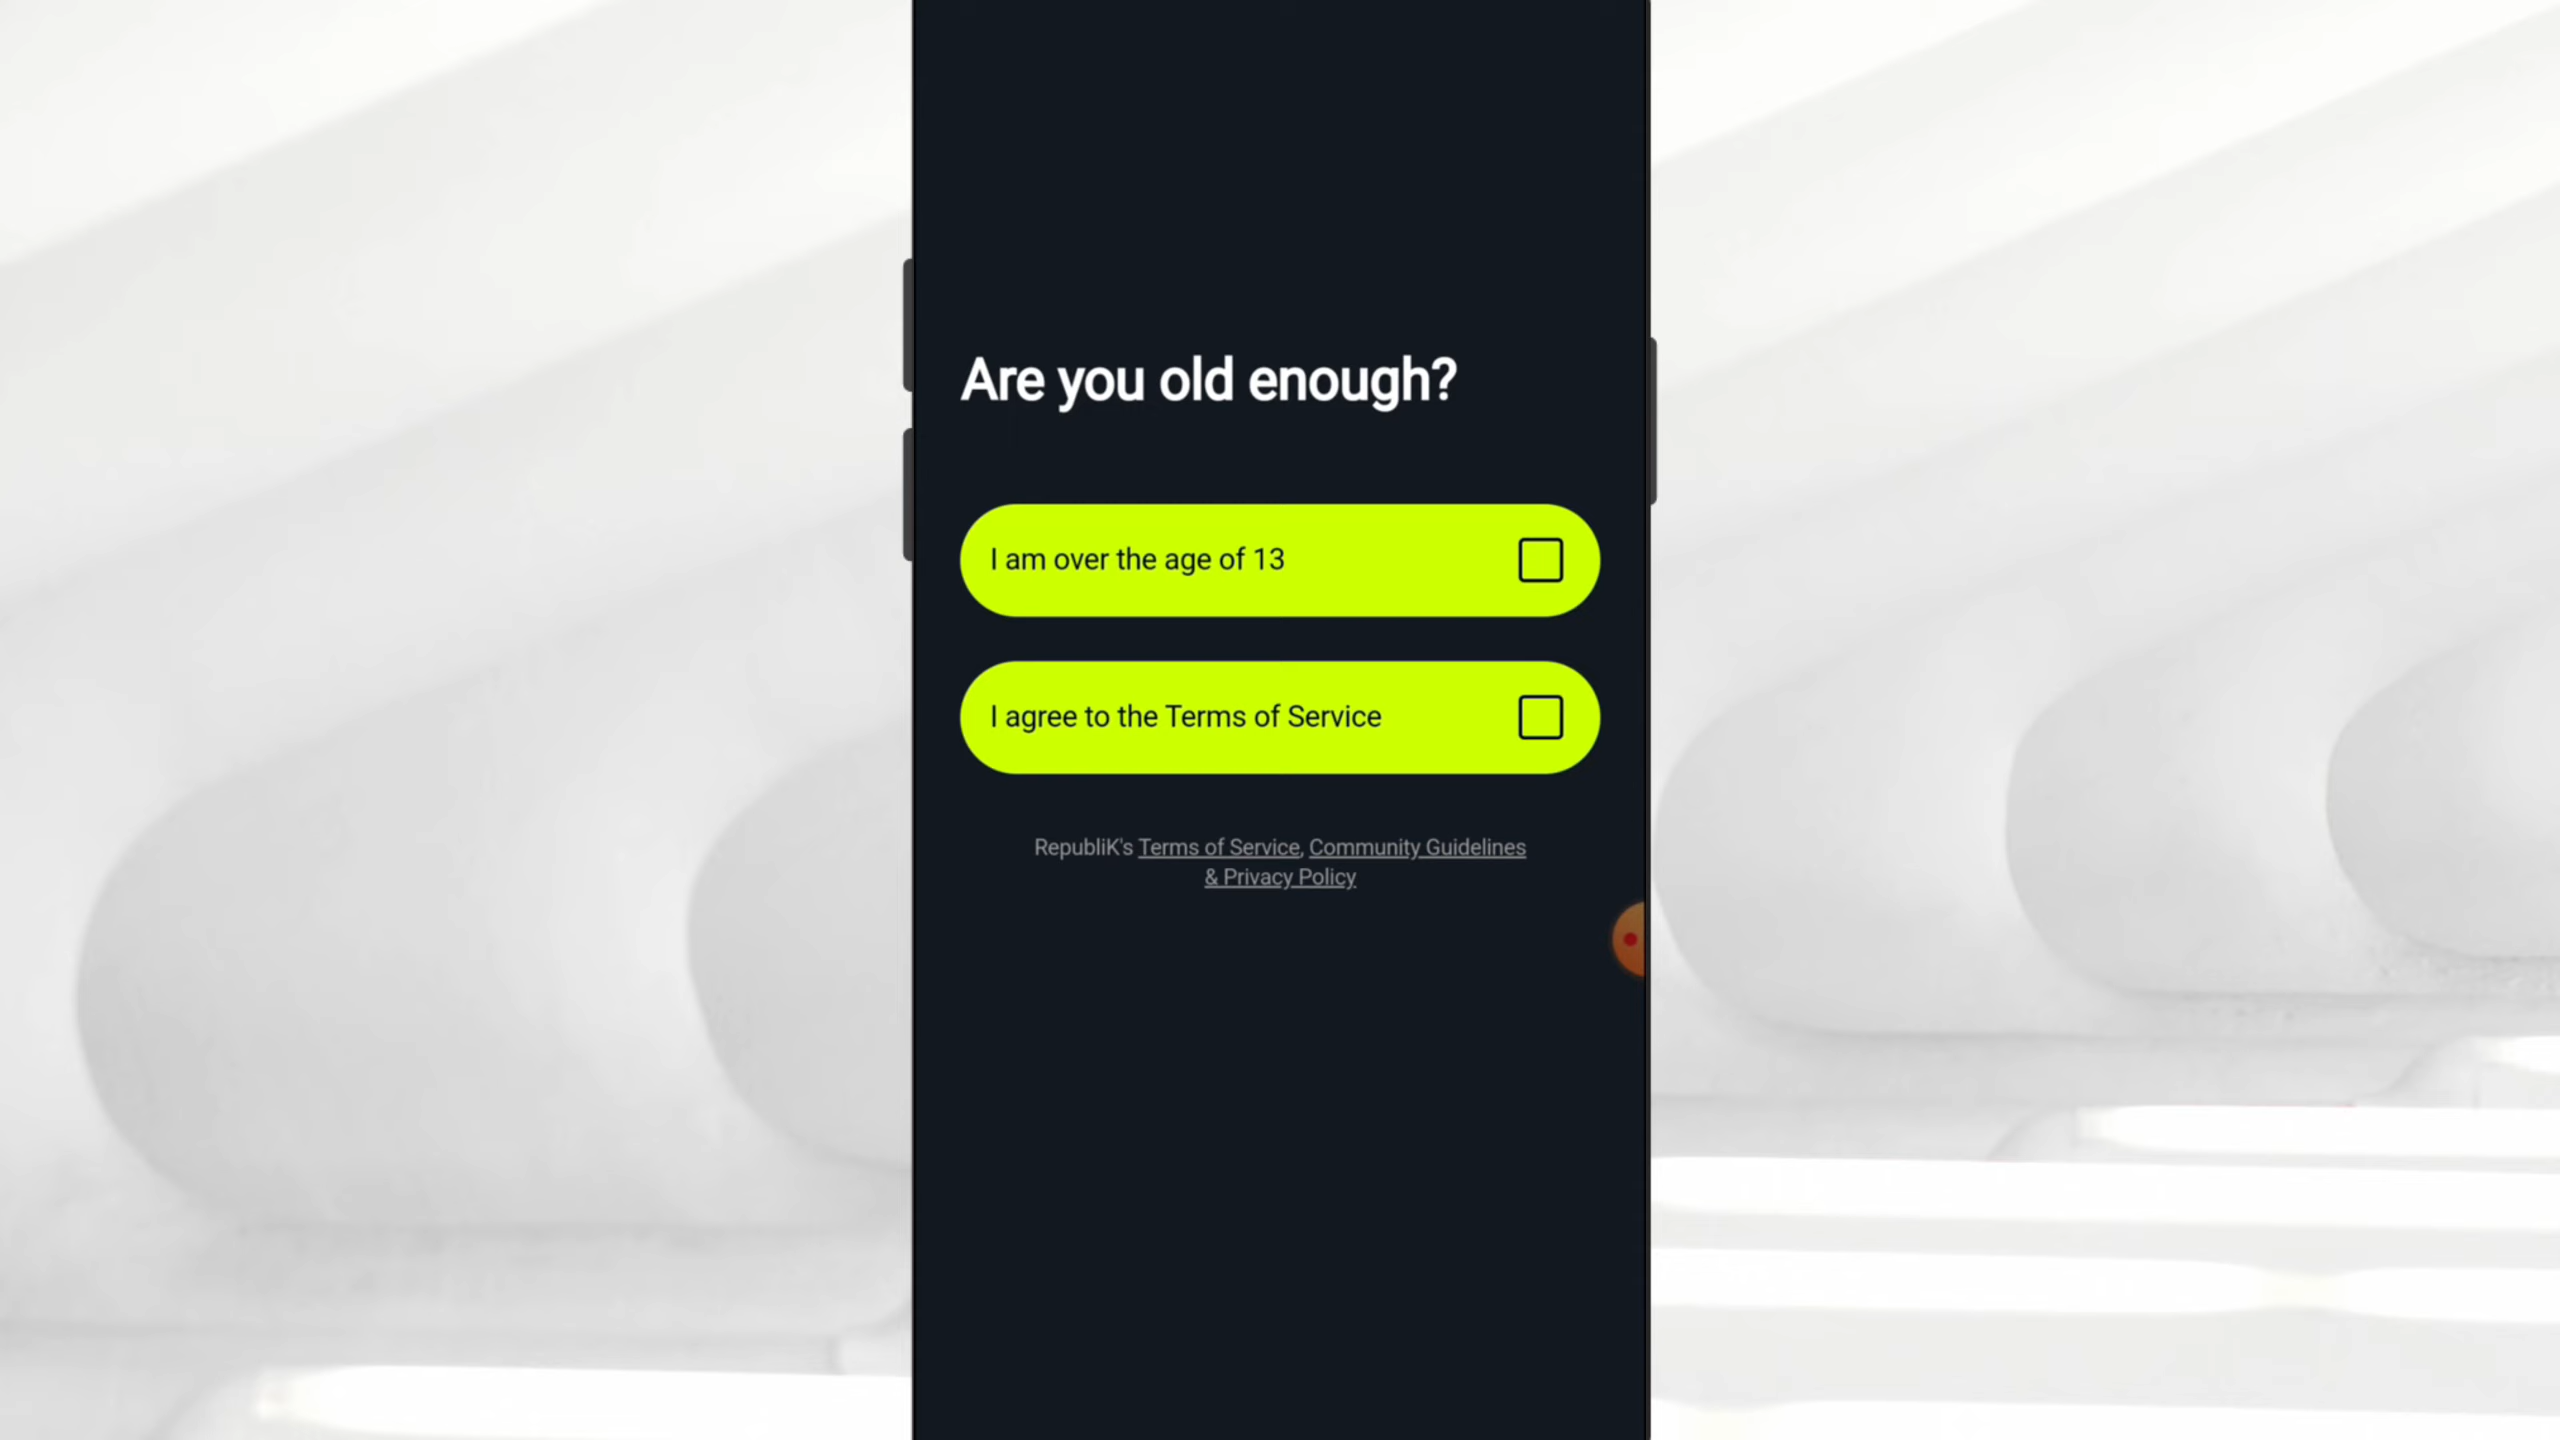 Are you old enough?
I am over the age of 13
I agree to the Terms of Service
RepubliK's Terms of Service, Community Guidelines
& Privacy Policy